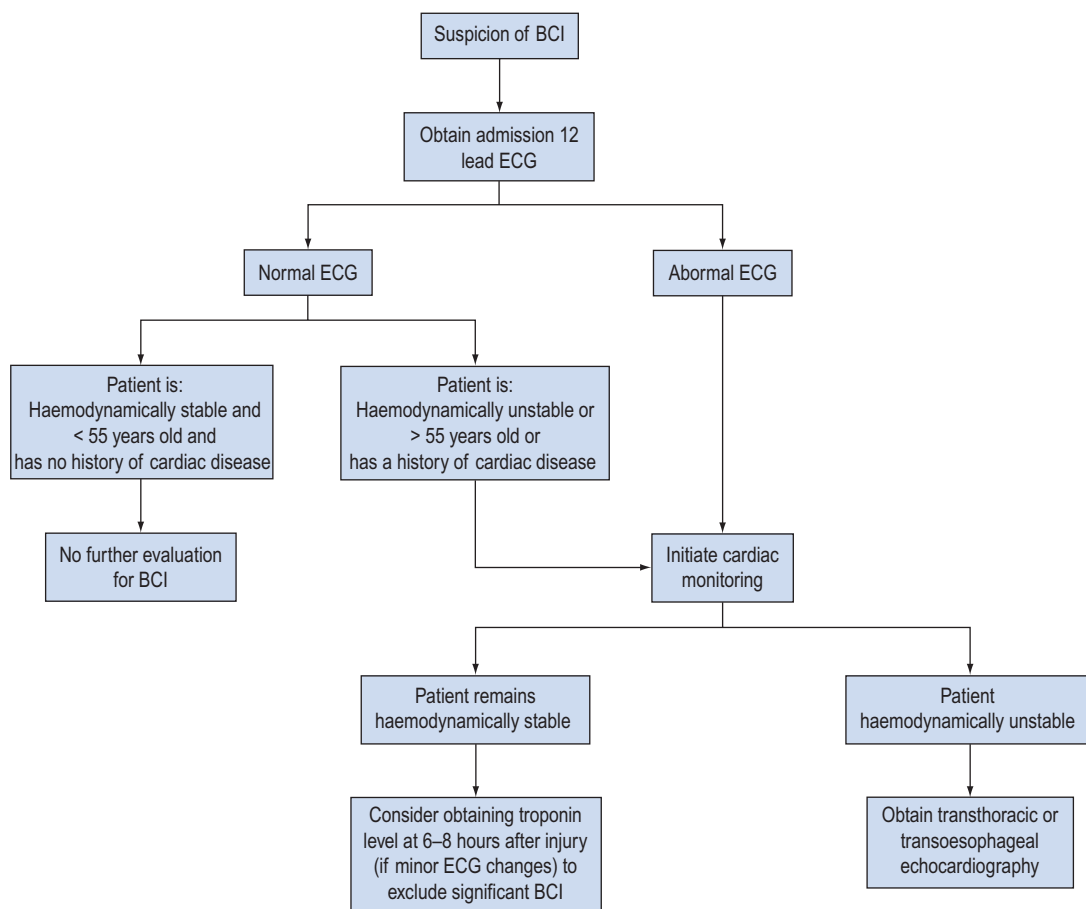 Suspicion of BCI
Obtain admission 12
lead ECG
Normal ECG
Abormal ECG
Patient is:
Haemodynamically stable and
< 55 years old and
has no history of cardiac disease
Patient is:
Haemodynamically unstable or
> 55 years old or
has a history of cardiac disease
No further evaluation
for BCI
Initiate cardiac
monitoring
Patient remains
haemodynamically stable
Patient
haemodynamically unstable
Consider obtaining troponin
level at 6–8 hours after injury
(if minor ECG changes) to
exclude significant BCI
Obtain transthoracic or
transoesophageal
echocardiography